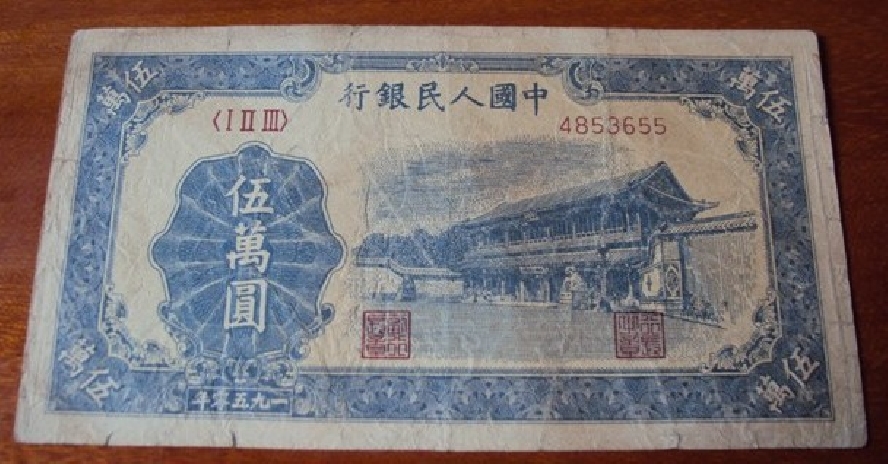 行銀民人國中
〈I II III〉
4853655
伍萬
伍萬
伍萬圓
伍萬
伍萬
年零五九一